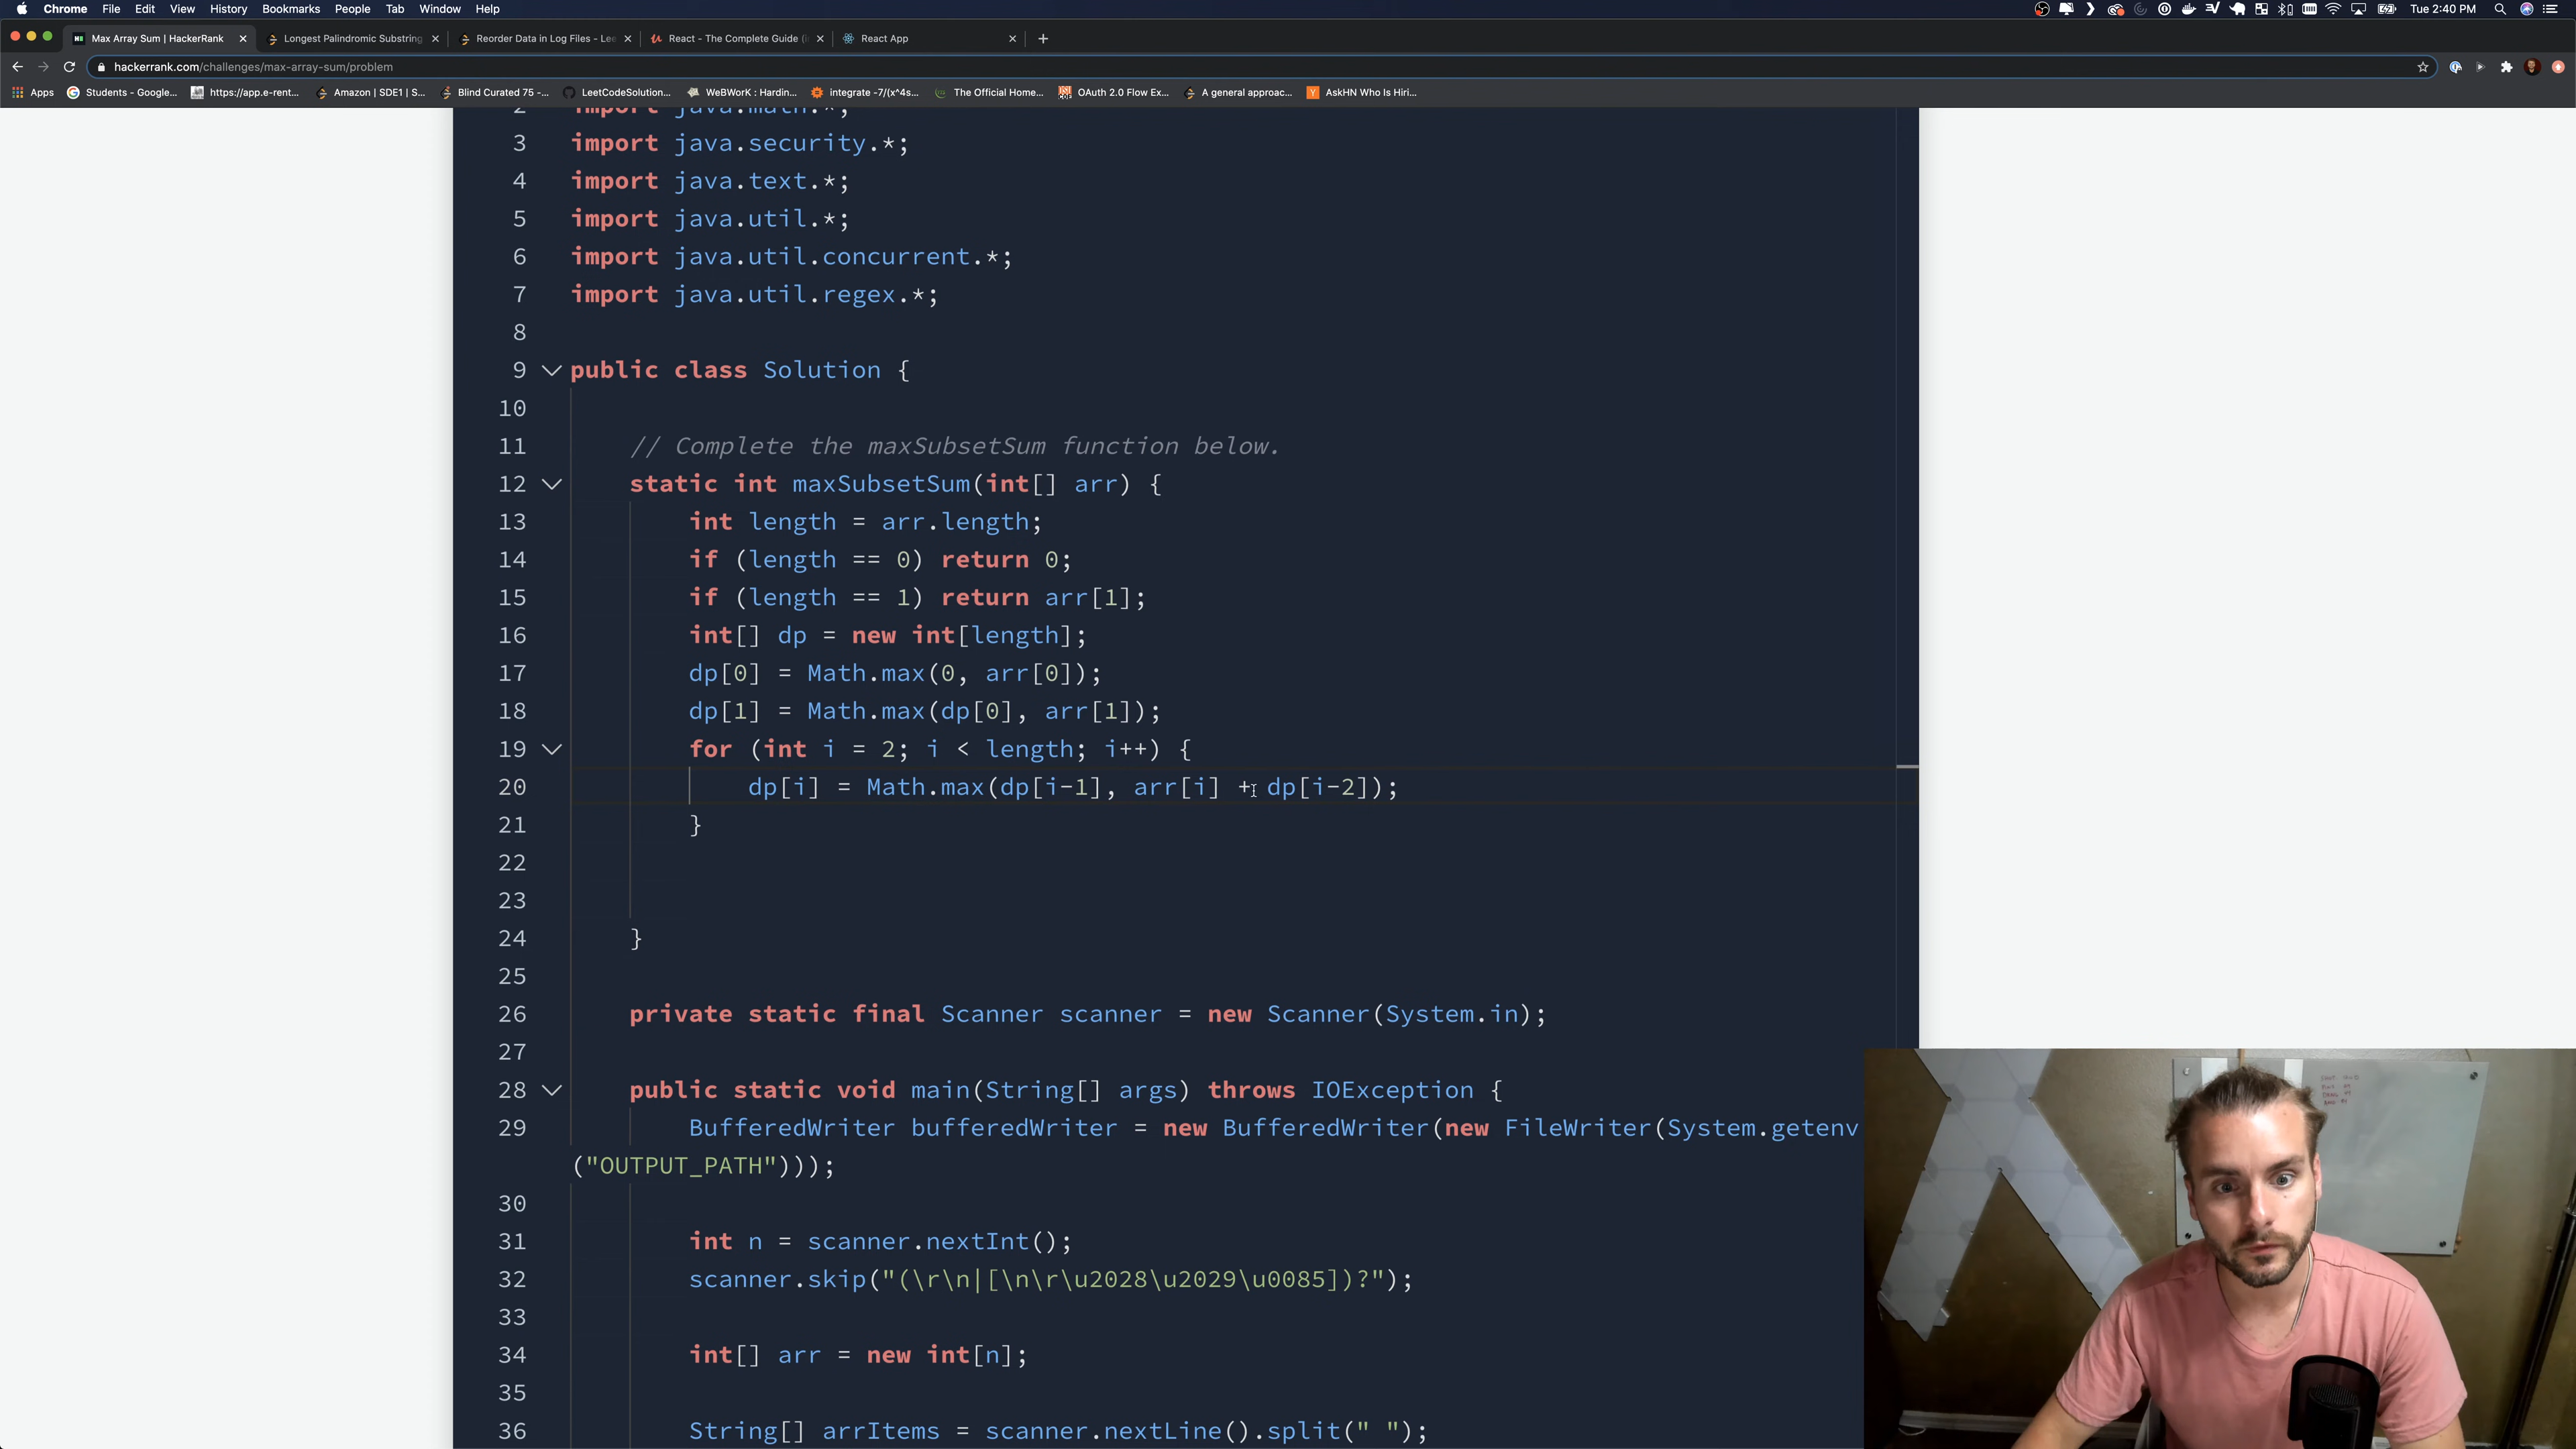 Chrome File Edit View History Bookmarks People Tab Window Help Tue 2:40 PM
Max Array Sum | HackerRank Longest Palindromic Substring Reorder Data in Log Files - Lee React - The Complete Guide (i React App
hackerrank.com/challenges/max-array-sum/problem
Apps Students - Google... https://app.e-rent... Amazon | SDE1 | S... Blind Curated 75 -... LeetCodeSolution... WeBWorK : Hardin... integrate -7/(x^4s... The Official Home... OAuth 2.0 Flow Ex... A general approac... AskHN Who Is Hiri...
2 import java.math.*;
3 import java.security.*;
4 import java.text.*;
5 import java.util.*;
6 import java.util.concurrent.*;
7 import java.util.regex.*;
8
9 public class Solution {
10
11 // Complete the maxSubsetSum function below.
12 static int maxSubsetSum(int[] arr) {
13 int length = arr.length;
14 if (length == 0) return 0;
15 if (length == 1) return arr[1];
16 int[] dp = new int[length];
17 dp[0] = Math.max(0, arr[0]);
18 dp[1] = Math.max(dp[0], arr[1]);
19 for (int i = 2; i < length; i++) {
20 dp[i] = Math.max(dp[i-1], arr[i] + dp[i-2]);
21 }
22
23
24 }
25
26 private static final Scanner scanner = new Scanner(System.in);
27
28 public static void main(String[] args) throws IOException {
29 BufferedWriter bufferedWriter = new BufferedWriter(new FileWriter(System.getenv
("OUTPUT_PATH")));
30
31 int n = scanner.nextInt();
32 scanner.skip("(\r\n|[\n\r\u2028\u2029\u0085])?");
33
34 int[] arr = new int[n];
35
36 String[] arrItems = scanner.nextLine().split(" ");